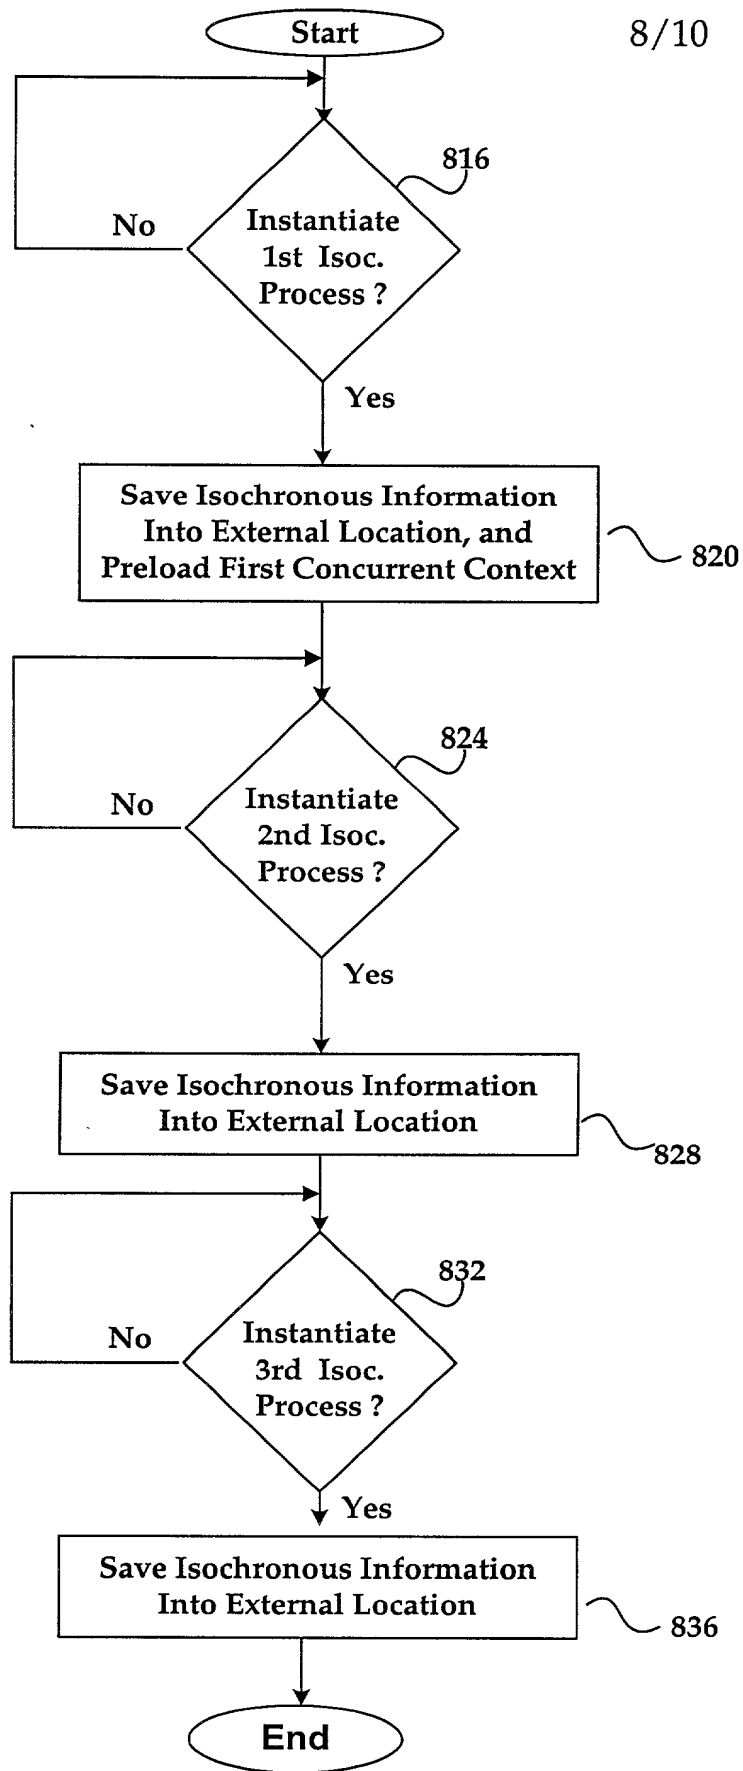 Start
8/10
816
No
Instantiate
1st Isoc.
Process ?
Yes
Save Isochronous Information
Into External Location, and
Preload First Concurrent Context
820
824
No
Instantiate
2nd Isoc.
Process ?
Yes
Save Isochronous Information
Into External Location
828
832
No
Instantiate
3rd Isoc.
Process ?
Yes
Save Isochronous Information
Into External Location
836
End